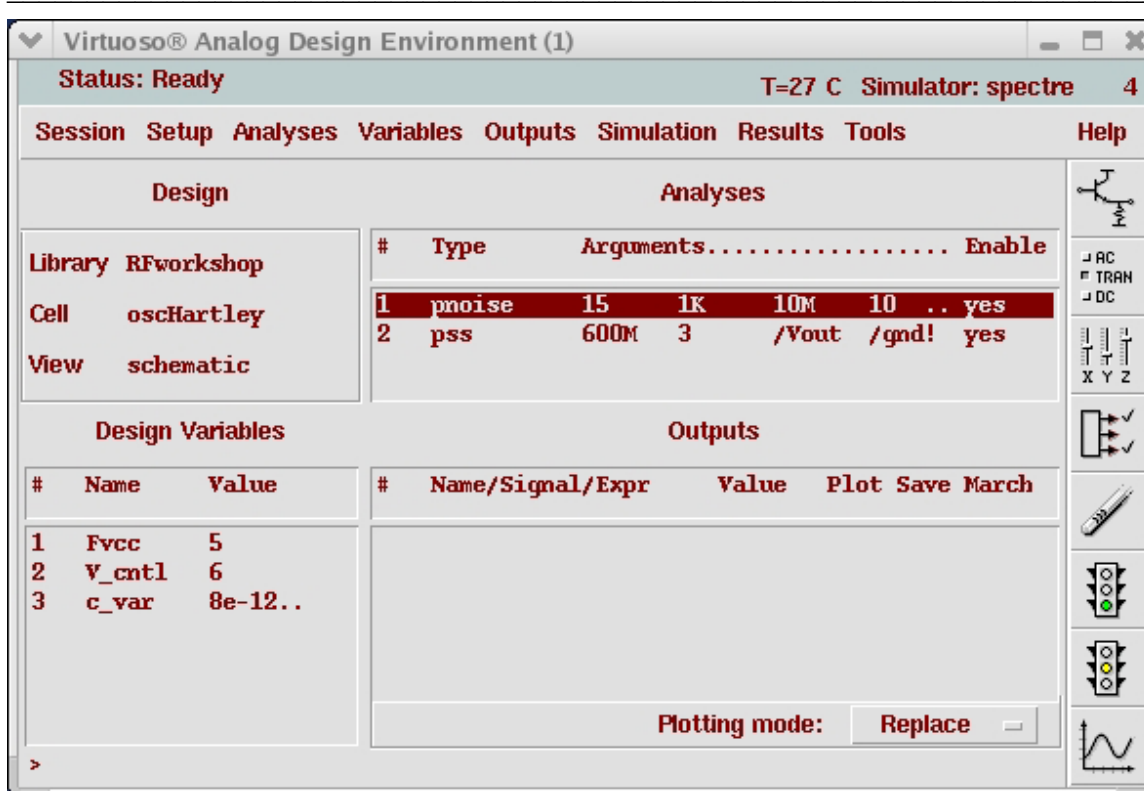 Virtuoso® Analog Design Environment (1)
Status: Ready T=27 C Simulator: spectre 4
Session Setup Analyses Variables Outputs Simulation Results Tools Help
Design
Library RFworkshop
Cell oscHartley
View schematic
Analyses
# Type Arguments................... Enable
1 pnoise 15 1K 10M 10 .. yes
2 pss 600M 3 /Vout /gnd! yes
Design Variables
# Name Value
1 Fvcc 5
2 V_cntl 6
3 c_var 8e-12..
Outputs
# Name/Signal/Expr Value Plot Save March
Plotting mode: Replace
>
AC
TRAN
DC
X Y Z